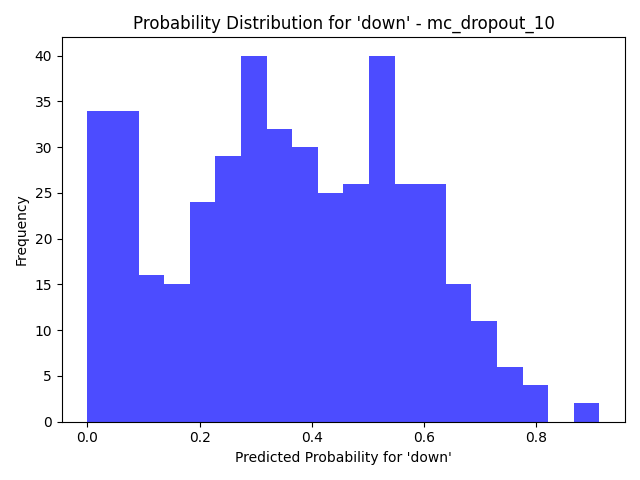 Probability Distribution for 'down' - mc_dropout_10
40
35
30
25
20
15
10
5
0
Frequency
0.0 0.2 0.4 0.6 0.8
Predicted Probability for 'down'